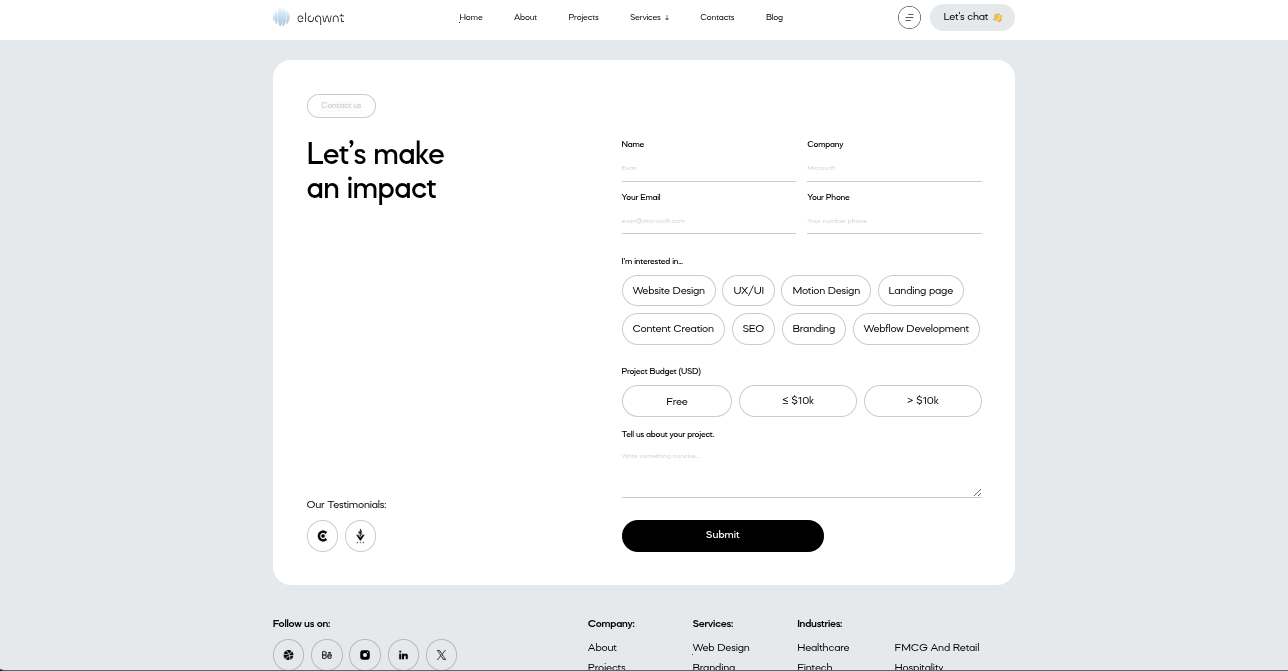 eloqwnt
Home
About
Projects
Services ↓
Contacts
Blog
Let's chat 👋
Contact us
Let's make
an impact
Name
Company
Evan
Microsoft
Your Email
Your Phone
evan@microsoft.com
Your number phone
I'm interested in...
Website Design
UX/UI
Motion Design
Landing page
Content Creation
SEO
Branding
Webflow Development
Project Budget (USD)
Free
≤ $10k
> $10k
Tell us about your project.
Write something concise...
Our Testimonials:
Submit
Follow us on:
Company:
Services:
Industries:
About
Web Design
Healthcare
FMCG And Retail
Projects
Branding
Fintech
Hospitality